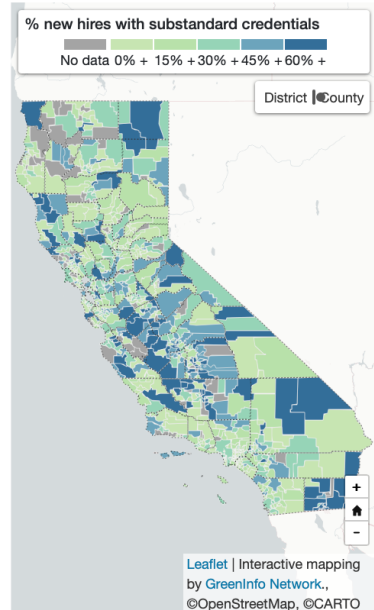 % new hires with substandard credentials
No data 0% + 15% + 30% + 45% + 60% +
District County
+
-
Leaflet | Interactive mapping
by GreenInfo Network.,
©OpenStreetMap, ©CARTO